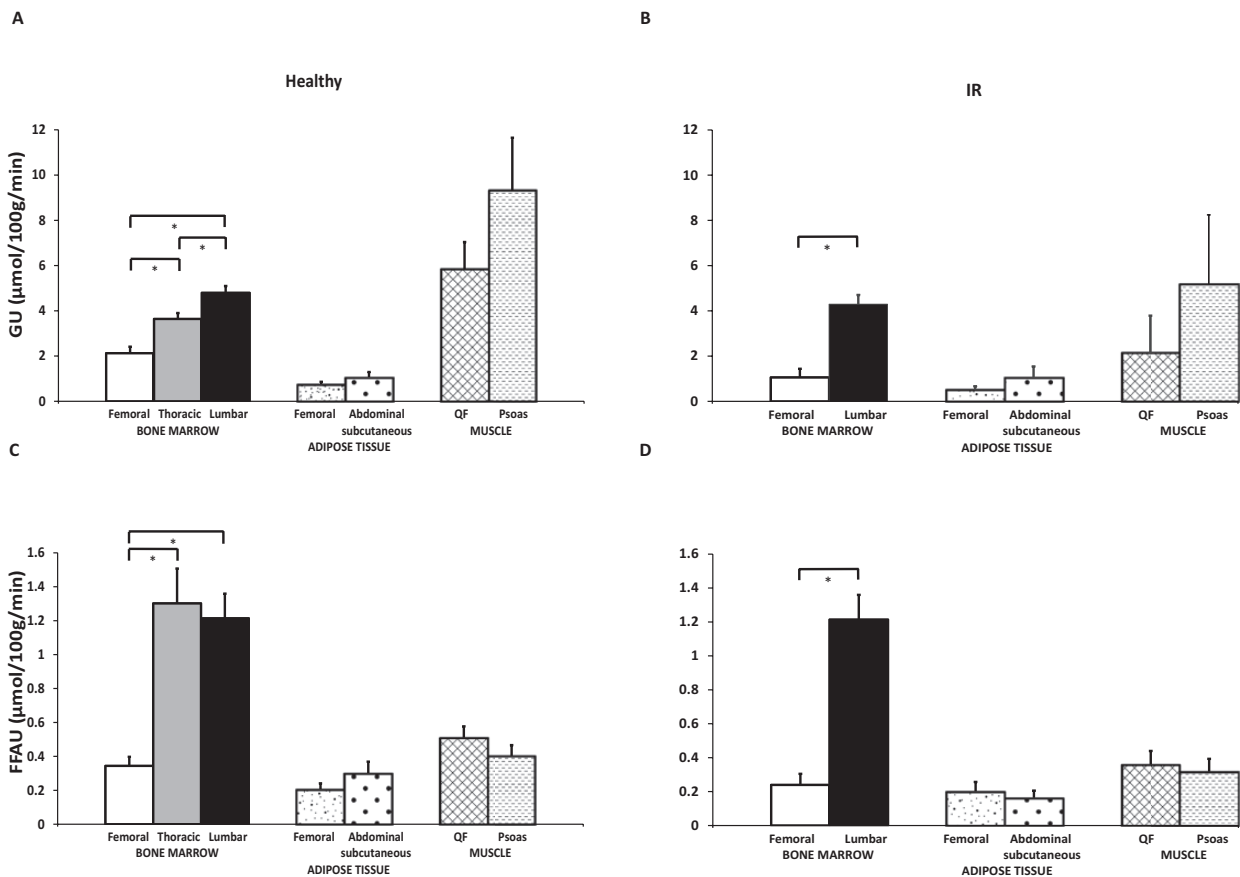 A
B
Healthy
IR
GU (μmol/100g/min)
12
10
8
6
4
2
0
*
*
*
Femoral Thoracic Lumbar
BONE MARROW
Femoral Abdominal
subcutaneous
ADIPOSE TISSUE
QF Psoas
MUSCLE
12
10
8
6
4
2
0
*
Femoral Lumbar
BONE MARROW
Femoral Abdominal
subcutaneous
ADIPOSE TISSUE
QF Psoas
MUSCLE
C
D
FFAU (μmol/100g/min)
1.6
1.4
1.2
1
0.8
0.6
0.4
0.2
0
*
*
Femoral Thoracic Lumbar
BONE MARROW
Femoral Abdominal
subcutaneous
ADIPOSE TISSUE
QF Psoas
MUSCLE
1.6
1.4
1.2
1
0.8
0.6
0.4
0.2
0
*
Femoral Lumbar
BONE MARROW
Femoral Abdominal
subcutaneous
ADIPOSE TISSUE
QF Psoas
MUSCLE